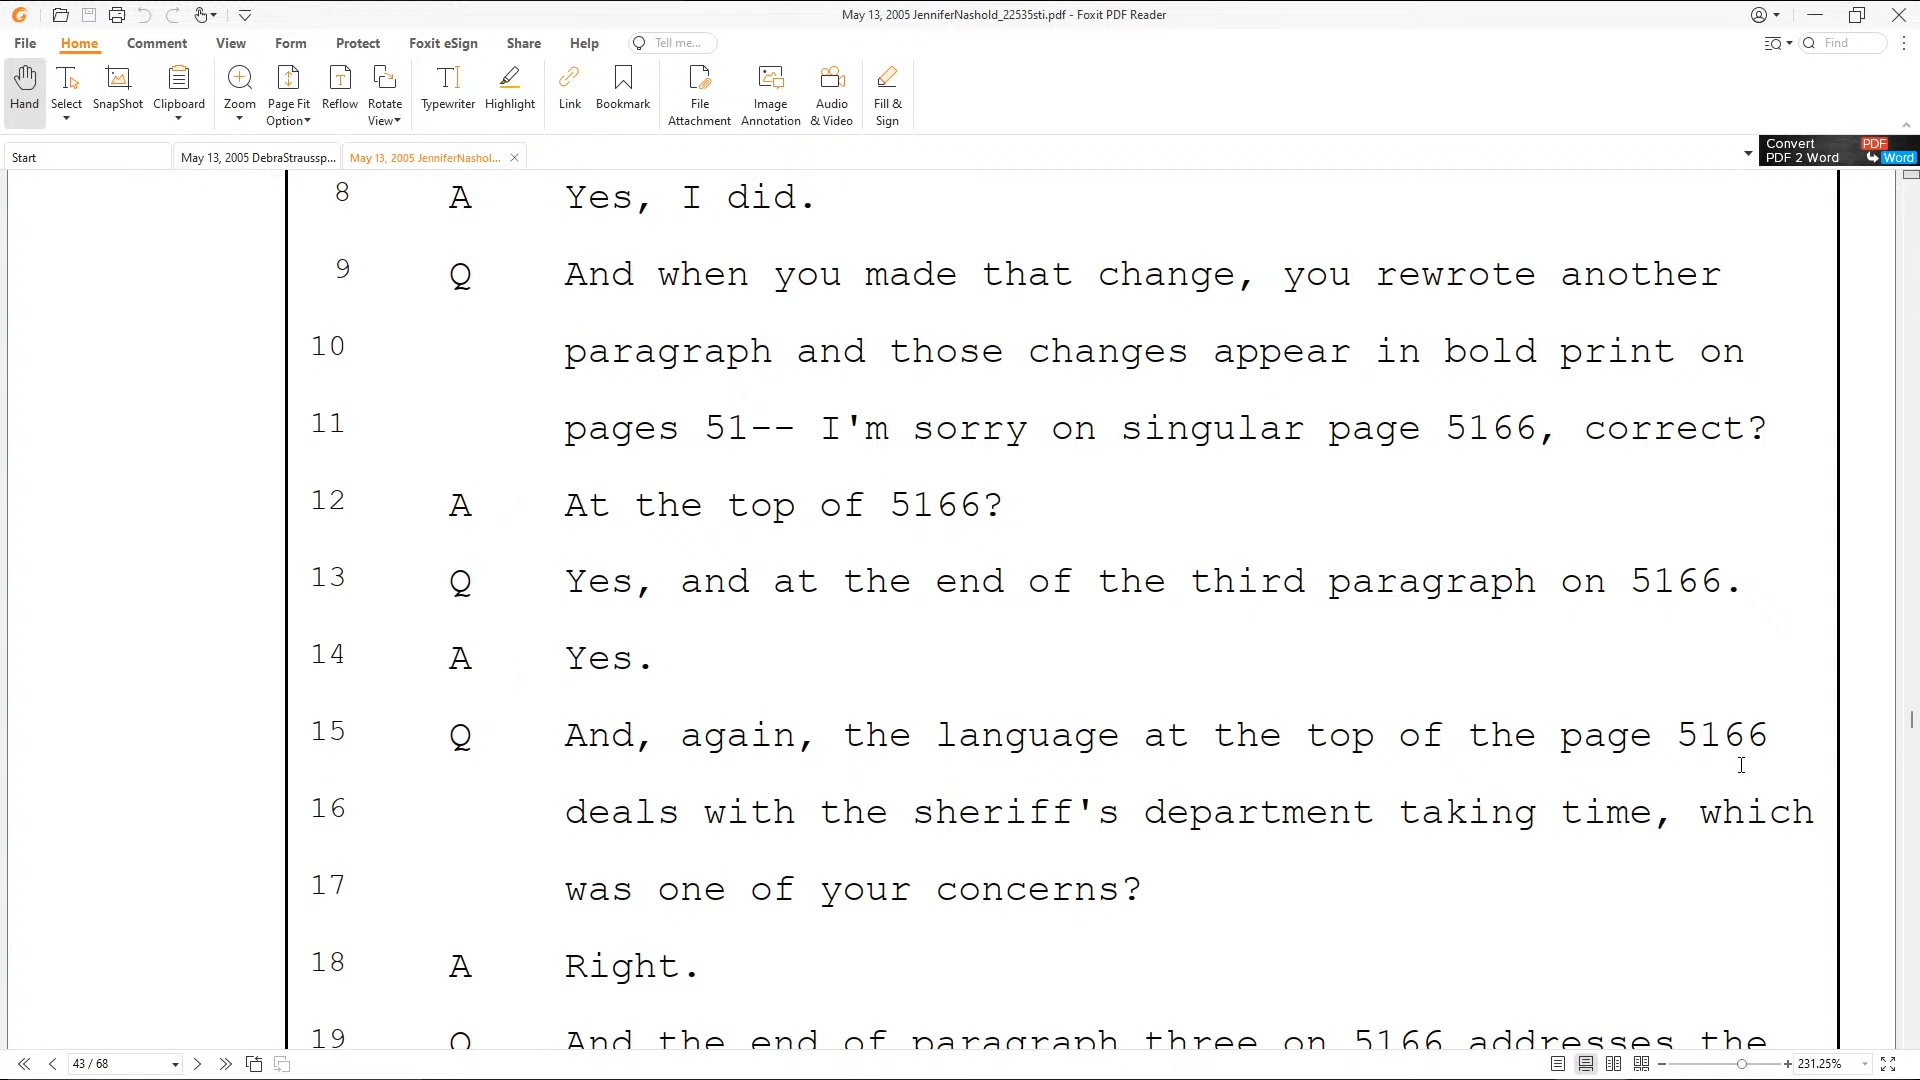 May 13, 2005 JenniferNashold_22535sti.pdf - Foxit PDF Reader
File Home Comment View Form Protect Foxit eSign Share Help Tell me... Find
Hand Select SnapShot Clipboard Zoom Page Fit Option Reflow Rotate View Typewriter Highlight Link Bookmark File Attachment Image Annotation Audio & Video Fill & Sign
Start May 13, 2005 DebraStraussp... May 13, 2005 JenniferNashol...
Convert PDF
PDF 2 Word Word
8 A Yes, I did.
9 Q And when you made that change, you rewrote another
10 paragraph and those changes appear in bold print on
11 pages 51-- I'm sorry on singular page 5166, correct?
12 A At the top of 5166?
13 Q Yes, and at the end of the third paragraph on 5166.
14 A Yes.
15 Q And, again, the language at the top of the page 5166
16 deals with the sheriff's department taking time, which
17 was one of your concerns?
18 A Right.
19 Q And the end of paragraph three on 5166 addresses the
43 / 68 231.25%